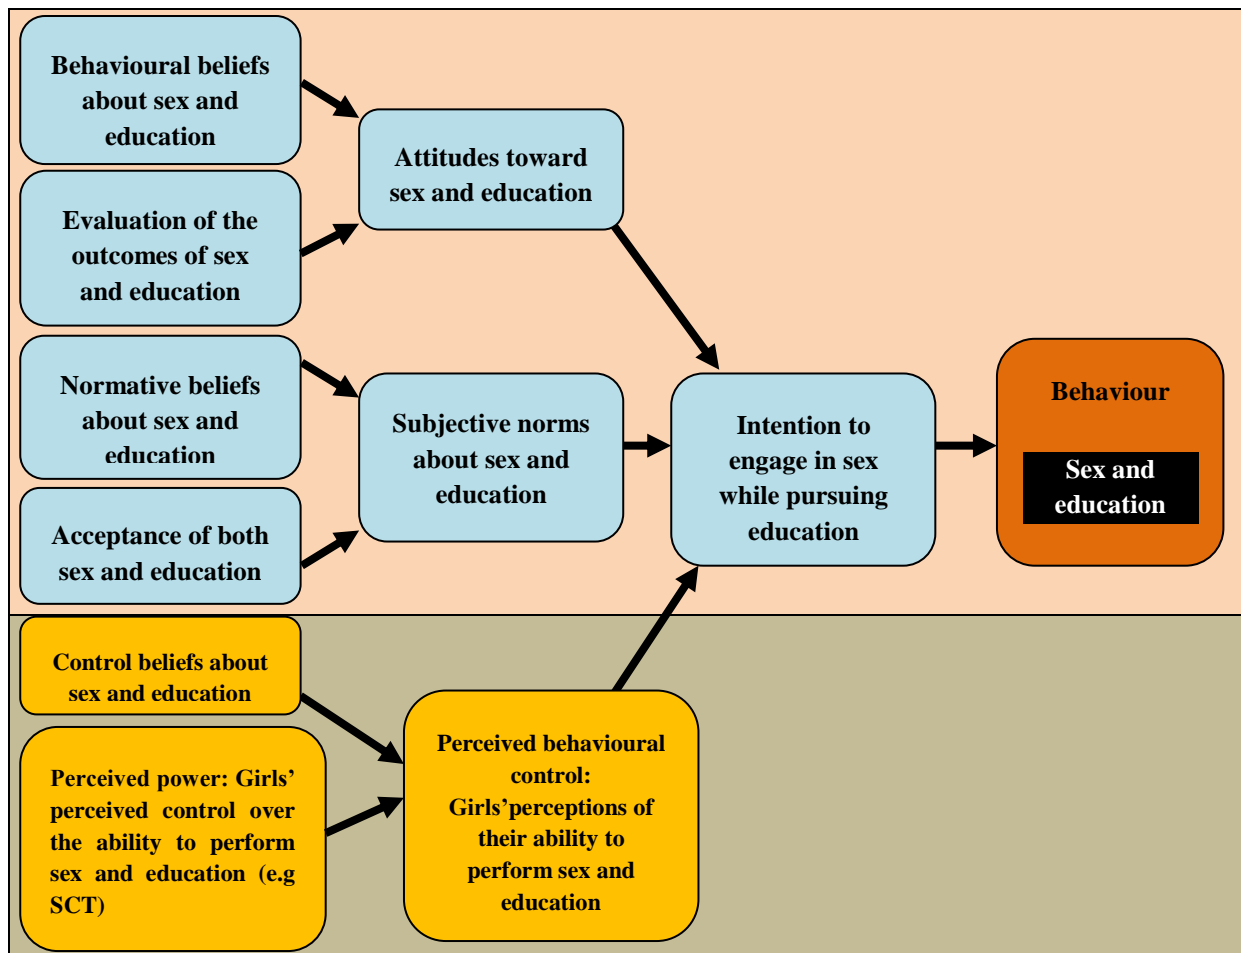 Behavioural beliefs
about sex and
education
Attitudes toward
sex and education
Evaluation of the
outcomes of sex
and education
Normative beliefs
about sex and
education
Subjective norms
about sex and
education
Acceptance of both
sex and education
Intention to
engage in sex
while pursuing
education
Behaviour
Sex and
education
Control beliefs about
sex and education
Perceived power: Girls’
perceived control over
the ability to perform
sex and education (e.g
SCT)
Perceived behavioural
control:
Girls’perceptions of
their ability to
perform sex and
education